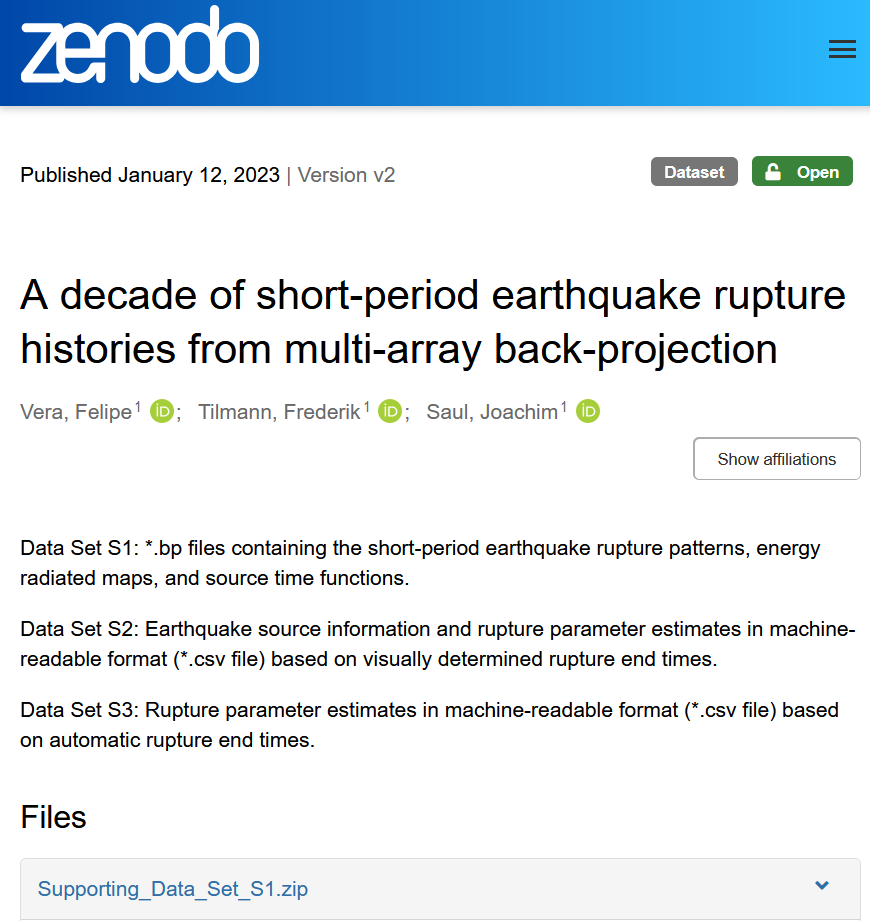 zenodo
Published January 12, 2023 | Version v2
Dataset
Open
A decade of short-period earthquake rupture
histories from multi-array back-projection
Vera, Felipe1 iD; Tilmann, Frederik1 iD; Saul, Joachim1 iD
Show affiliations
Data Set S1: *.bp files containing the short-period earthquake rupture patterns, energy
radiated maps, and source time functions.
Data Set S2: Earthquake source information and rupture parameter estimates in machine-
readable format (*.csv file) based on visually determined rupture end times.
Data Set S3: Rupture parameter estimates in machine-readable format (*.csv file) based
on automatic rupture end times.
Files
Supporting_Data_Set_S1.zip